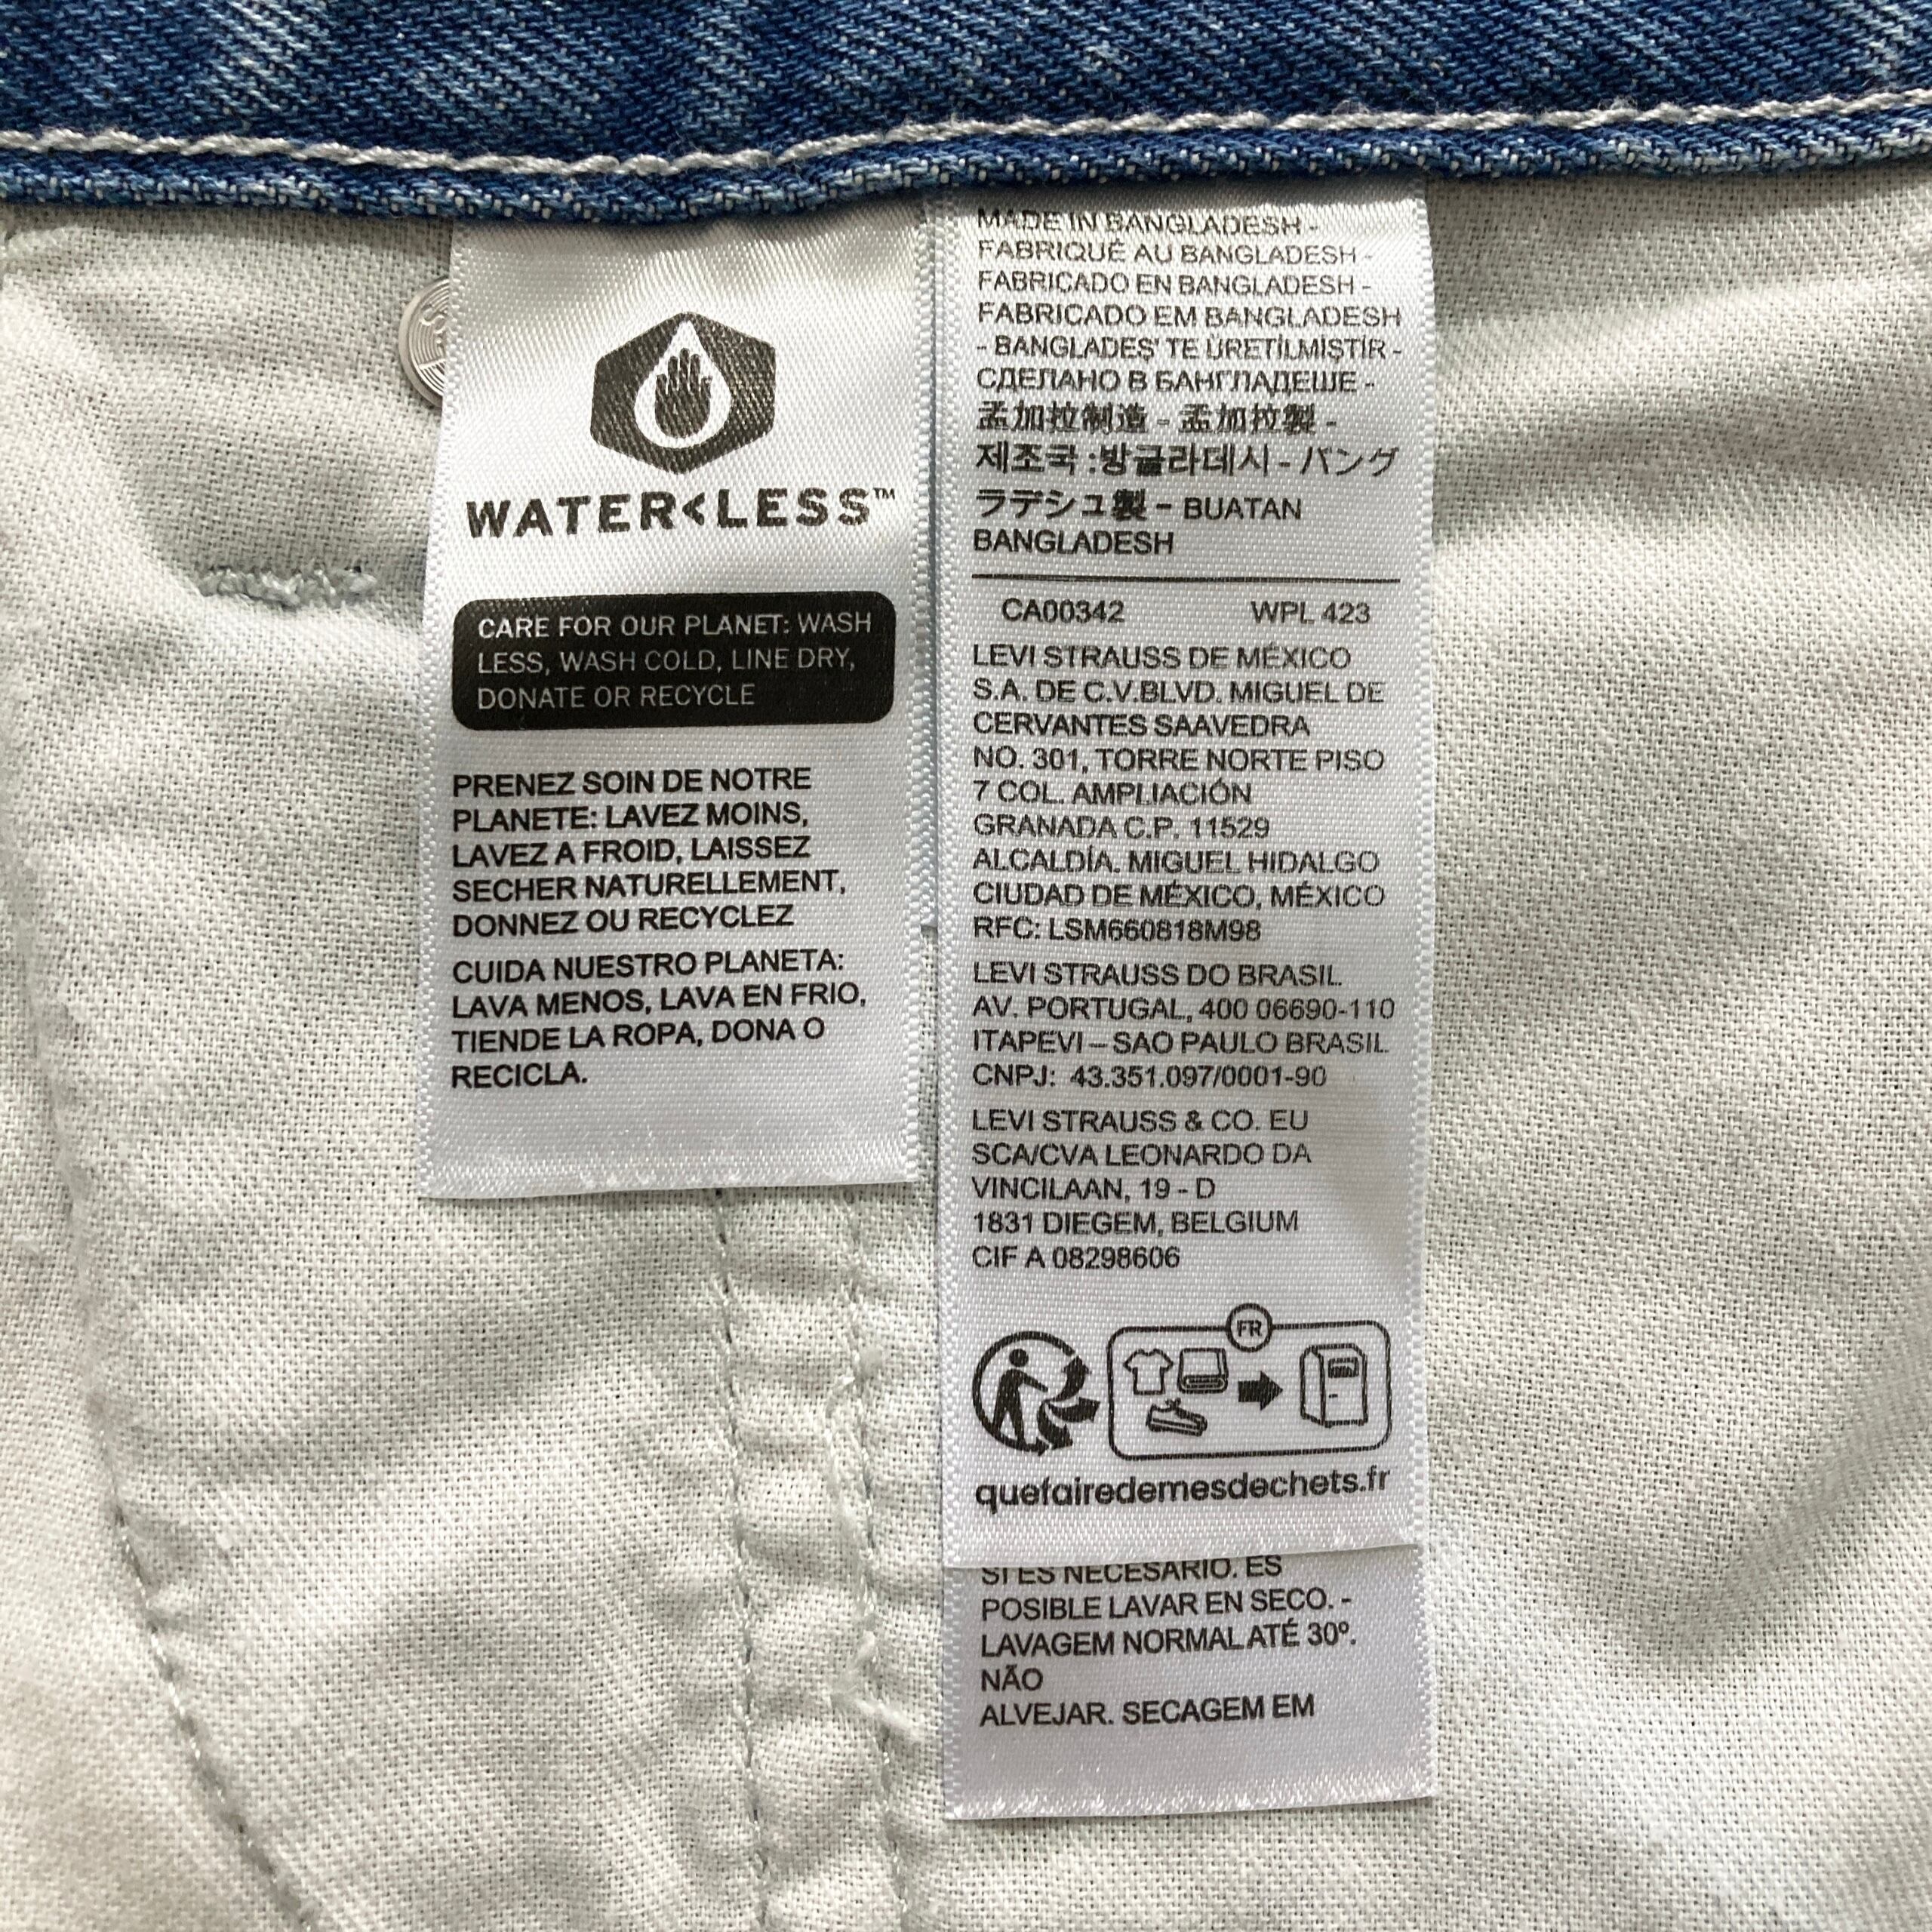 WATER<LESS™
CARE FOR OUR PLANET: WASH
LESS, WASH COLD, LINE DRY,
DONATE OR RECYCLE
PRENEZ SOIN DE NOTRE
PLANETE: LAVEZ MOINS,
LAVEZ A FROID, LAISSEZ
SECHER NATURELLEMENT,
DONNEZ OU RECYCLEZ
CUIDA NUESTRO PLANETA:
LAVA MENOS, LAVA EN FRIO,
TIENDE LA ROPA, DONA O
RECICLA.
MADE IN BANGLADESH -
FABRIQUÉ AU BANGLADESH -
FABRICADO EN BANGLADESH -
FABRICADO EM BANGLADESH
- BANGLADEŞ' TE ÜRETİLMİŞTİR -
СДЕЛАНО В БАНГЛАДЕШЕ -
孟加拉制造 - 孟加拉製 -
제조국 :방글라데시 - バング
ラデシュ製 - BUATAN
BANGLADESH
CA00342 WPL 423
LEVI STRAUSS DE MÉXICO
S.A. DE C.V.BLVD. MIGUEL DE
CERVANTES SAAVEDRA
NO. 301, TORRE NORTE PISO
7 COL. AMPLIACIÓN
GRANADA C.P. 11529
ALCALDÍA. MIGUEL HIDALGO
CIUDAD DE MÉXICO, MÉXICO
RFC: LSM660818M98
LEVI STRAUSS DO BRASIL
AV. PORTUGAL, 400 06690-110
ITAPEVI – SAO PAULO BRASIL
CNPJ: 43.351.097/0001-90
LEVI STRAUSS & CO. EU
SCA/CVA LEONARDO DA
VINCILAAN, 19 - D
1831 DIEGEM, BELGIUM
CIF A 08298606
FR
quefairedemesdechets.fr
SI ES NECESARIO. ES
POSIBLE LAVAR EN SECO. -
LAVAGEM NORMAL ATÉ 30º.
NÃO
ALVEJAR. SECAGEM EM